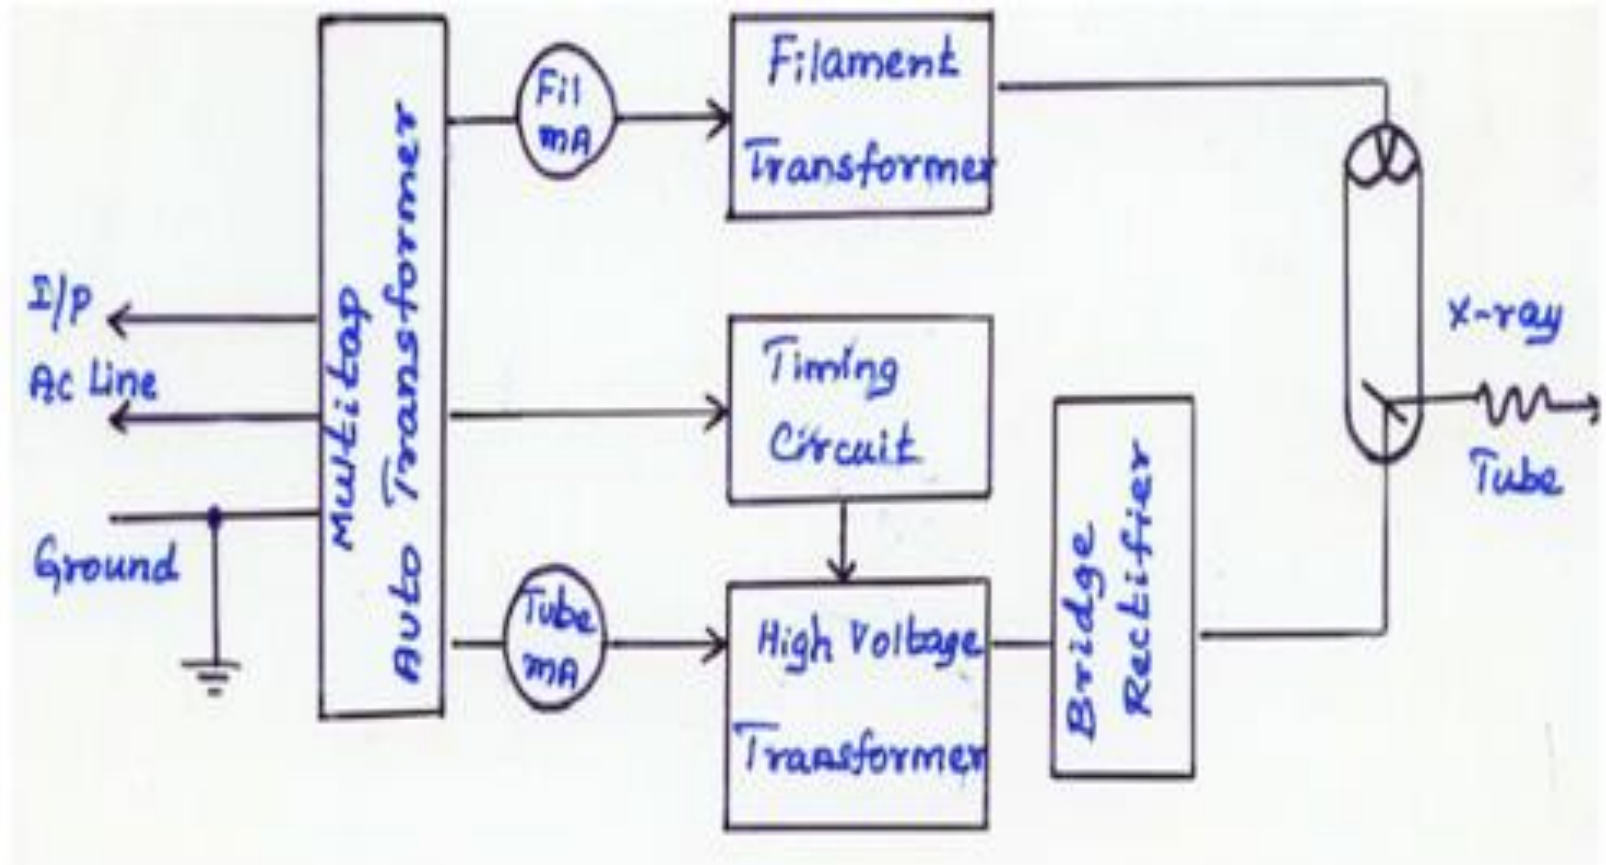 Fil
mA
Filament
Transformer
I/P
AC Line
Ground
Multitap
Auto Transformer
Timing
Circuit
Tube
mA
High Voltage
Transformer
Bridge
Rectifier
X-ray
Tube